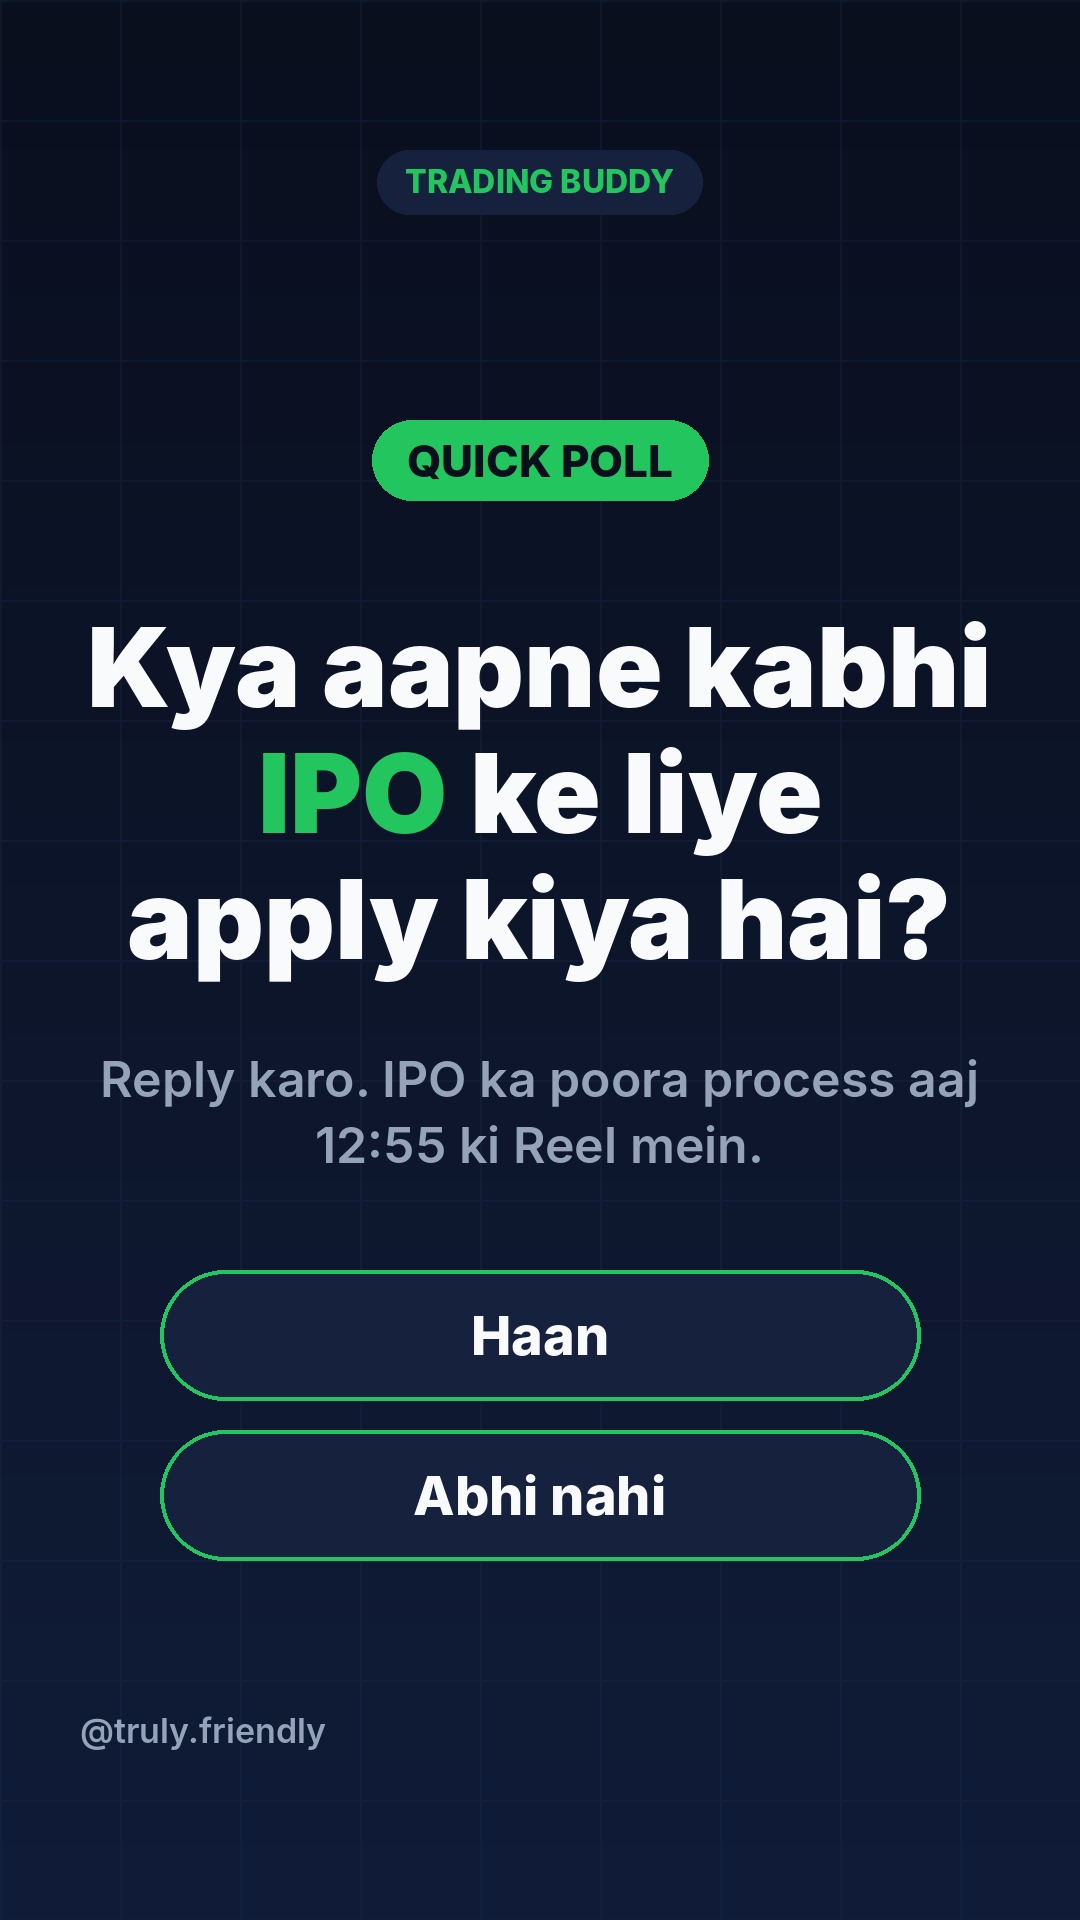 TRADING BUDDY
QUICK POLL
Kya aapne kabhi
IPO ke liye
apply kiya hai?
Reply karo. IPO ka poora process aaj
12:55 ki Reel mein.
Haan
Abhi nahi
@truly.friendly